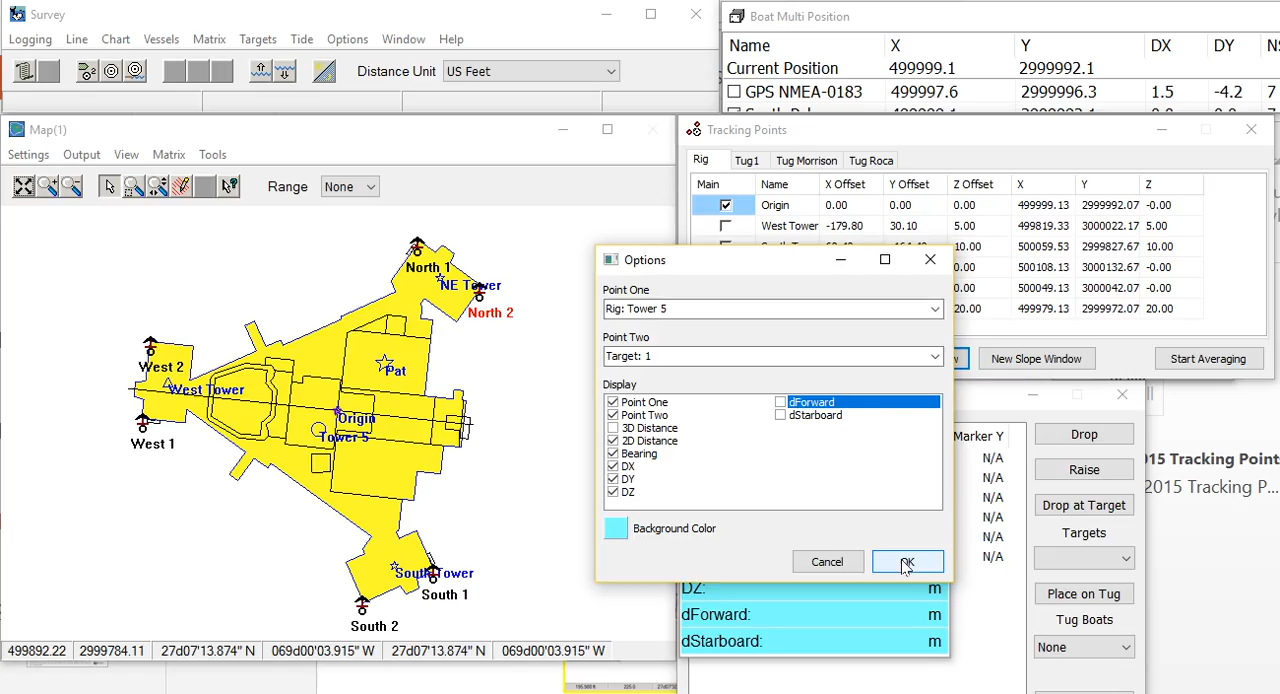 Survey
Logging Line Chart Vessels Matrix Targets Tide Options Window Help
Distance Unit US Feet
Boat Multi Position
Name X Y DX DY
Current Position 499999.1 2999992.1
GPS NMEA-0183 499997.6 2999996.3 1.5 -4.2 7
Map(1)
Settings Output View Matrix Tools
Range None
North 1
NE Tower
North 2
West 2
West Tower
Pat
Origin
Tower 5
West 1
South Tower
South 1
South 2
499892.22 2999784.11 27d07'13.874" N 069d00'03.915" W 27d07'13.874" N 069d00'03.915" W
Tracking Points
Rig Tug1 Tug Morrison Tug Roca
Main Name X Offset Y Offset Z Offset X Y Z
Origin 0.00 0.00 0.00 499999.13 2999992.07 -0.00
West Tower -179.80 30.10 5.00 499819.33 3000022.17 5.00
10.00 500059.53 2999827.67 10.00
0.00 500108.13 3000132.67 -0.00
0.00 500049.13 3000042.07 -0.00
20.00 499979.13 2999972.07 20.00
New Slope Window Start Averaging
Options
Point One
Rig: Tower 5
Point Two
Target: 1
Display
Point One dForward
Point Two dStarboard
3D Distance
2D Distance
Bearing
DX
DY
DZ
Background Color
Cancel OK
DZ: m
dForward: m
dStarboard: m
Marker Y
N/A
N/A
N/A
N/A
N/A
N/A
Drop
Raise
Drop at Target
Targets
Place on Tug
Tug Boats
None
2015 Tracking P...